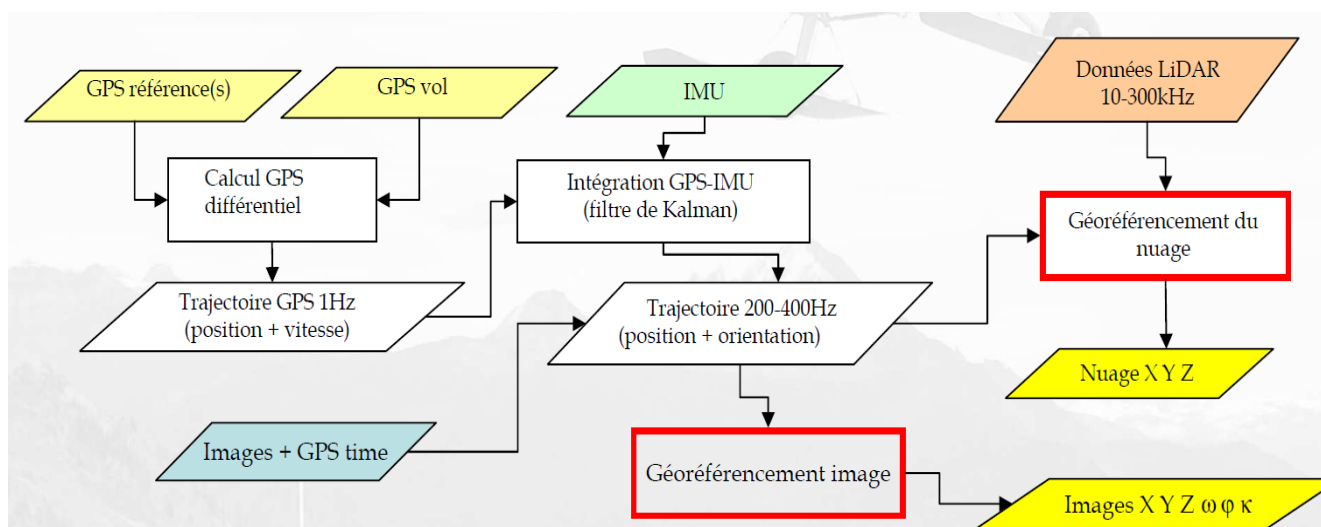 GPS référence(s)
GPS vol
IMU
Données LiDAR
10-300kHz
Calcul GPS
différentiel
Intégration GPS-IMU
(filtre de Kalman)
Géoréférencement du
nuage
Trajectoire GPS 1Hz
(position + vitesse)
Trajectoire 200-400Hz
(position + orientation)
Nuage X Y Z
Images + GPS time
Géoréférencement image
Images X Y Z ω φ κ